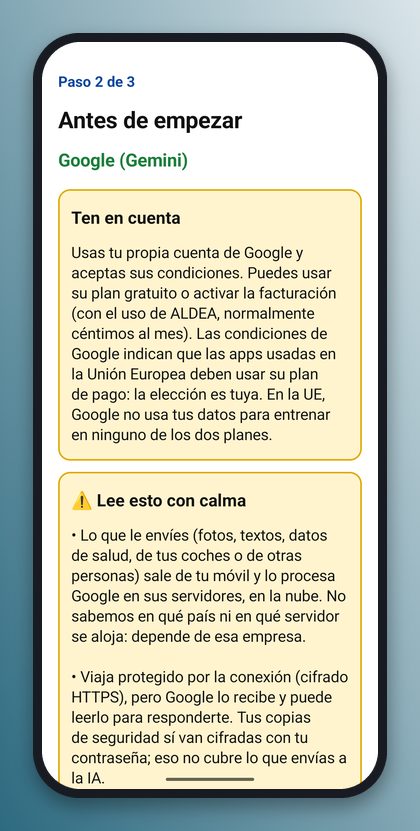 Paso 2 de 3
Antes de empezar
Google (Gemini)
Ten en cuenta
Usas tu propia cuenta de Google y
aceptas sus condiciones. Puedes usar
su plan gratuito o activar la facturación
(con el uso de ALDEA, normalmente
céntimos al mes). Las condiciones de
Google indican que las apps usadas en
la Unión Europea deben usar su plan
de pago: la elección es tuya. En la UE,
Google no usa tus datos para entrenar
en ninguno de los dos planes.
⚠️ Lee esto con calma
• Lo que le envíes (fotos, textos, datos
de salud, de tus coches o de otras
personas) sale de tu móvil y lo procesa
Google en sus servidores, en la nube. No
sabemos en qué país ni en qué servidor
se aloja: depende de esa empresa.
• Viaja protegido por la conexión (cifrado
HTTPS), pero Google lo recibe y puede
leerlo para responderte. Tus copias
de seguridad sí van cifradas con tu
contraseña; eso no cubre lo que envías a
la IA.